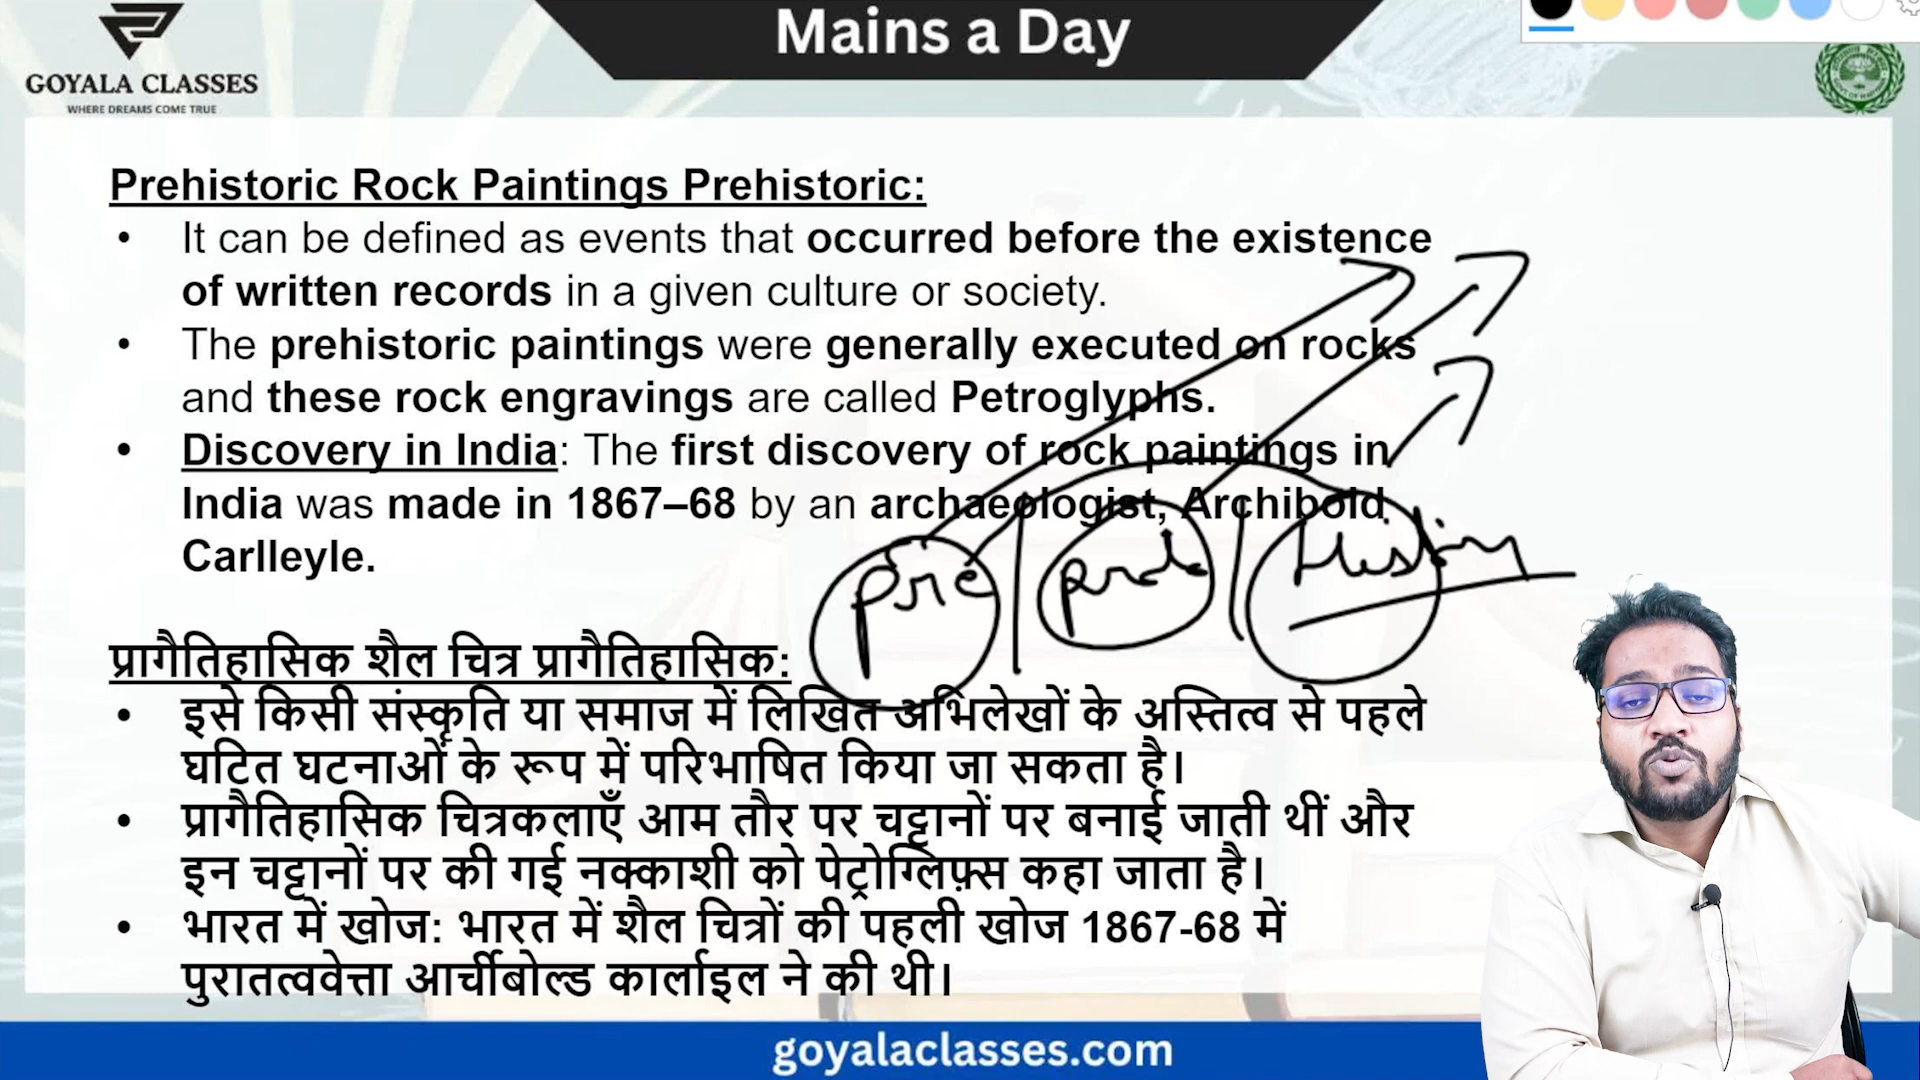 Mains a Day
GOYALA CLASSES
WHERE DREAMS COME TRUE
Prehistoric Rock Paintings Prehistoric:
• It can be defined as events that occurred before the existence
of written records in a given culture or society.
• The prehistoric paintings were generally executed on rocks
and these rock engravings are called Petroglyphs.
• Discovery in India: The first discovery of rock paintings in
India was made in 1867–68 by an archaeologist, Archibold
Carlleyle.
Pre | proto | History
प्रागैतिहासिक शैल चित्र प्रागैतिहासिक:
• इसे किसी संस्कृति या समाज में लिखित अभिलेखों के अस्तित्व से पहले
घटित घटनाओं के रूप में परिभाषित किया जा सकता है।
• प्रागैतिहासिक चित्रकलाएँ आम तौर पर चट्टानों पर बनाई जाती थीं और
इन चट्टानों पर की गई नक्काशी को पेट्रोग्लिफ़्स कहा जाता है।
• भारत में खोज: भारत में शैल चित्रों की पहली खोज 1867-68 में
पुरातत्ववेत्ता आर्चीबोल्ड कार्लाइल ने की थी।
goyalaclasses.com